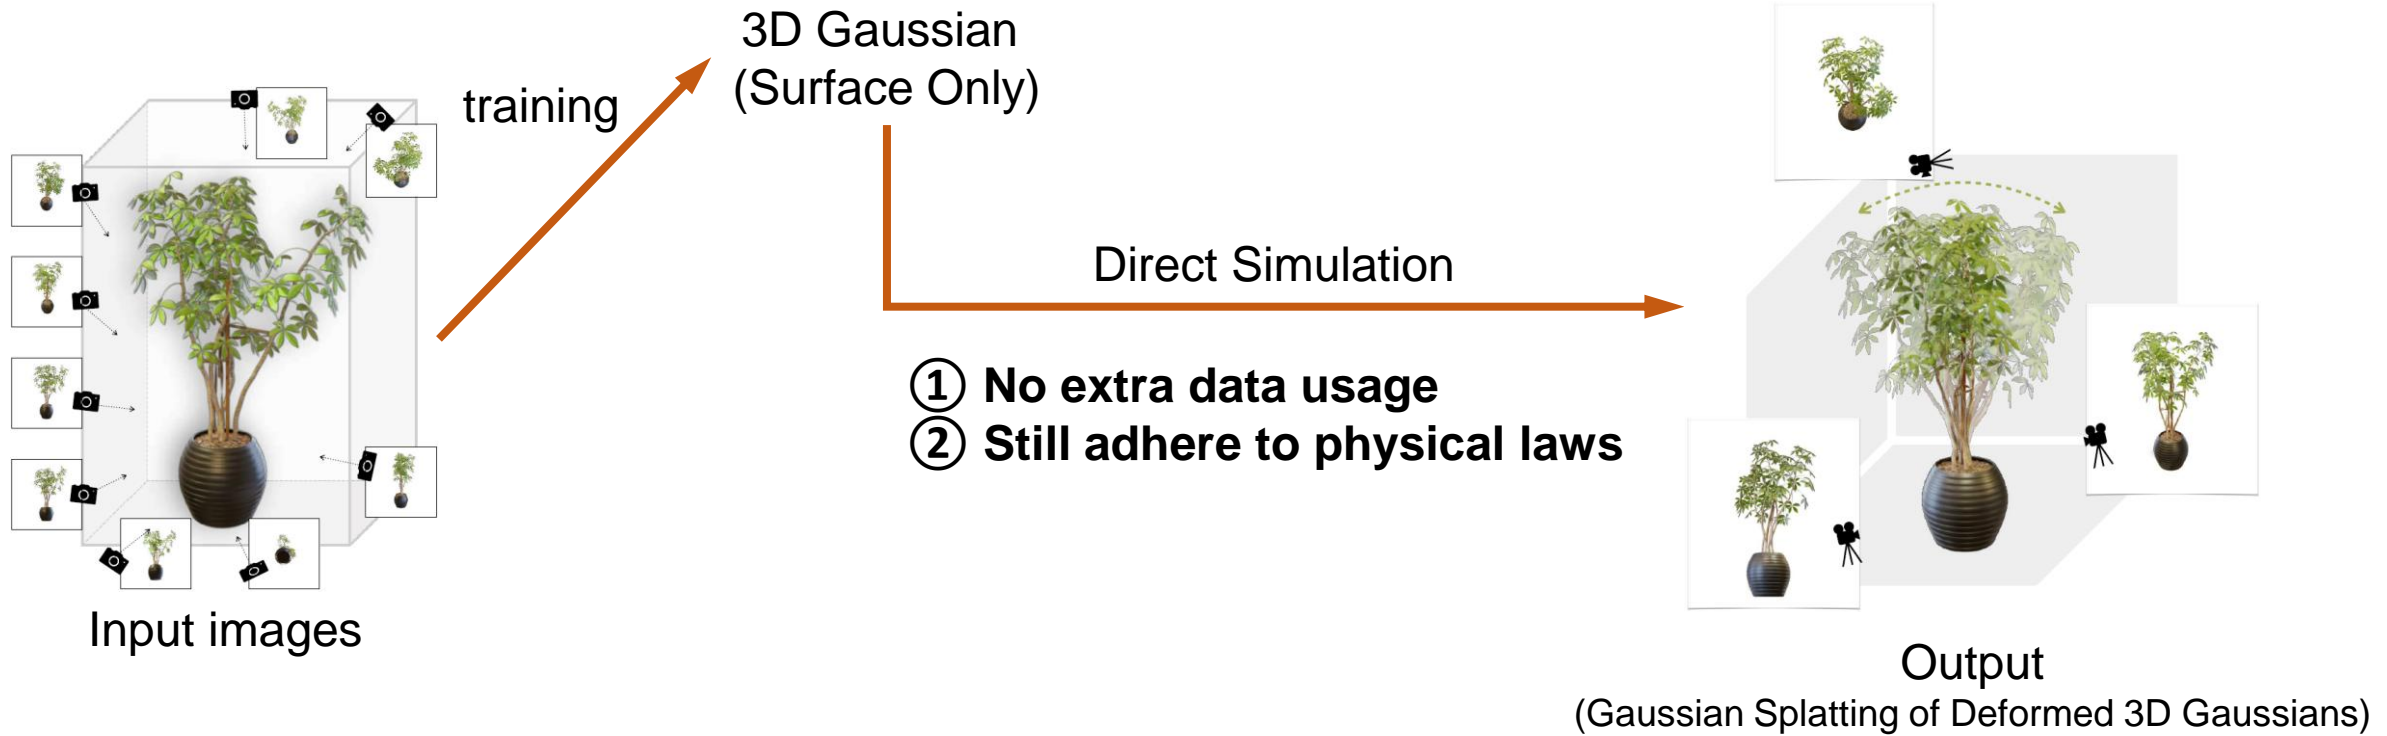 3D Gaussian
(Surface Only)
training
Direct Simulation
① No extra data usage
② Still adhere to physical laws
Input images
Output
(Gaussian Splatting of Deformed 3D Gaussians)